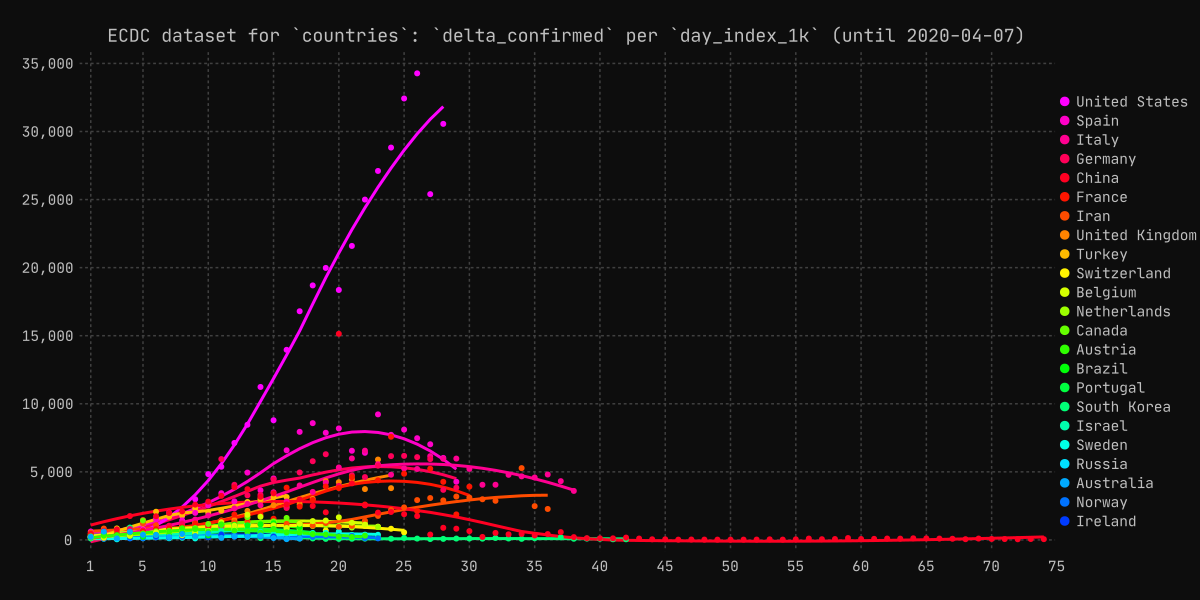 ECDC dataset for `countries`: `delta_confirmed` per `day_index_1k` (until 2020-04-07)
35,000
30,000
25,000
20,000
15,000
10,000
5,000
0
1 5 10 15 20 25 30 35 40 45 50 55 60 65 70 75
United States
Spain
Italy
Germany
China
France
Iran
United Kingdom
Turkey
Switzerland
Belgium
Netherlands
Canada
Austria
Brazil
Portugal
South Korea
Israel
Sweden
Russia
Australia
Norway
Ireland